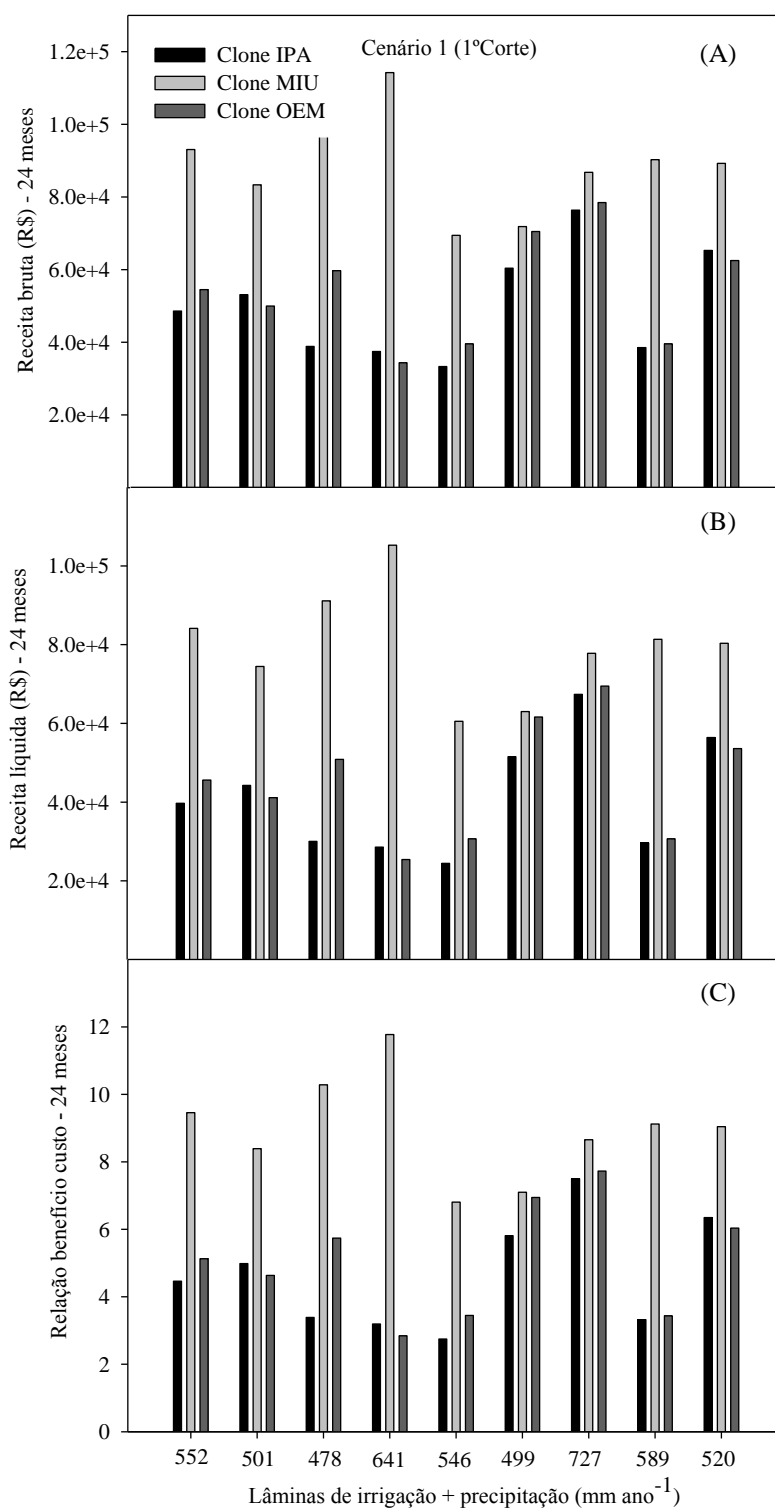 Cenário 1 (1ºCorte)
(A)
Clone IPA
Clone MIU
Clone OEM
Receita bruta (R$) - 24 meses
1.2e+5
1.0e+5
8.0e+4
6.0e+4
4.0e+4
2.0e+4
(B)
Receita líquida (R$) - 24 meses
1.0e+5
8.0e+4
6.0e+4
4.0e+4
2.0e+4
(C)
Relação benefício custo - 24 meses
12
10
8
6
4
2
0
552 501 478 641 546 499 727 589 520
Lâminas de irrigação + precipitação (mm ano-1)